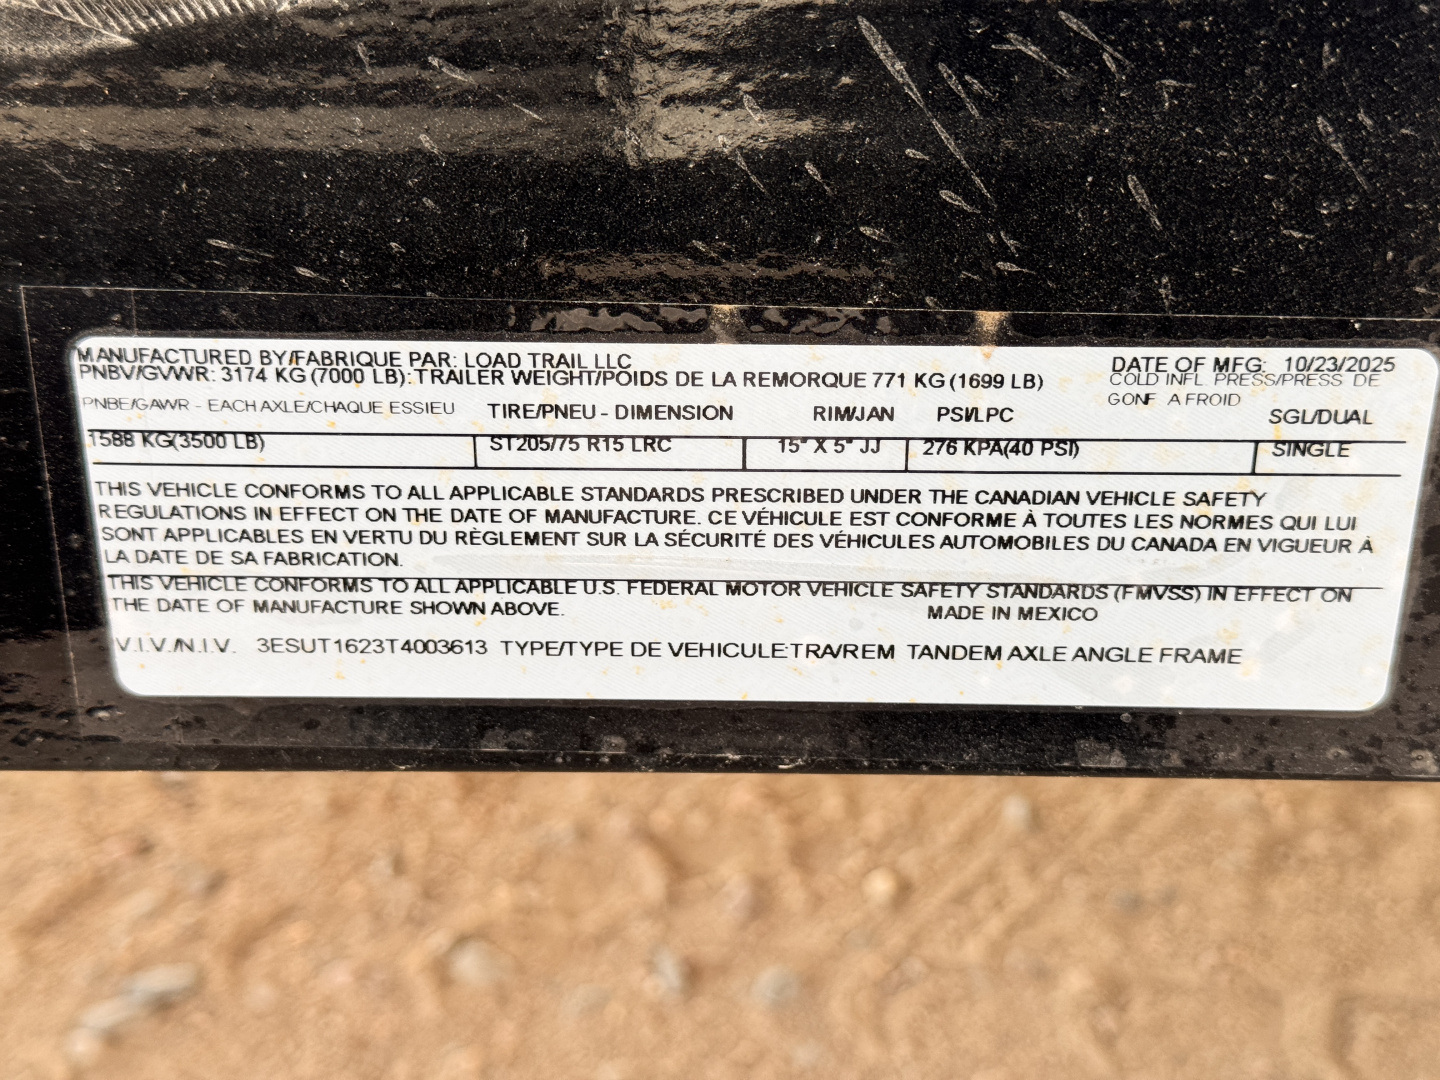 MANUFACTURED BY/FABRIQUE PAR: LOAD TRAIL LLC DATE OF MFG: 10/23/2025
PNBV/GVWR: 3174 KG (7000 LB): TRAILER WEIGHT/POIDS DE LA REMORQUE 771 KG (1699 LB) COLD INFL PRESS/PRESS DE
GONF A FROID
PNBE/GAWR - EACH AXLE/CHAQUE ESSIEU TIRE/PNEU - DIMENSION RIM/JAN PSI/LPC SGL/DUAL
1588 KG(3500 LB) ST205/75 R15 LRC 15" X 5" JJ 276 KPA(40 PSI) SINGLE
THIS VEHICLE CONFORMS TO ALL APPLICABLE STANDARDS PRESCRIBED UNDER THE CANADIAN VEHICLE SAFETY
REGULATIONS IN EFFECT ON THE DATE OF MANUFACTURE. CE VÉHICULE EST CONFORME À TOUTES LES NORMES QUI LUI
SONT APPLICABLES EN VERTU DU RÈGLEMENT SUR LA SÉCURITÉ DES VÉHICULES AUTOMOBILES DU CANADA EN VIGUEUR À
LA DATE DE SA FABRICATION.
THIS VEHICLE CONFORMS TO ALL APPLICABLE U.S. FEDERAL MOTOR VEHICLE SAFETY STANDARDS (FMVSS) IN EFFECT ON
THE DATE OF MANUFACTURE SHOWN ABOVE. MADE IN MEXICO
V.I.V./N.I.V. 3ESUT1623T4003613 TYPE/TYPE DE VEHICULE:TRA/REM TANDEM AXLE ANGLE FRAME